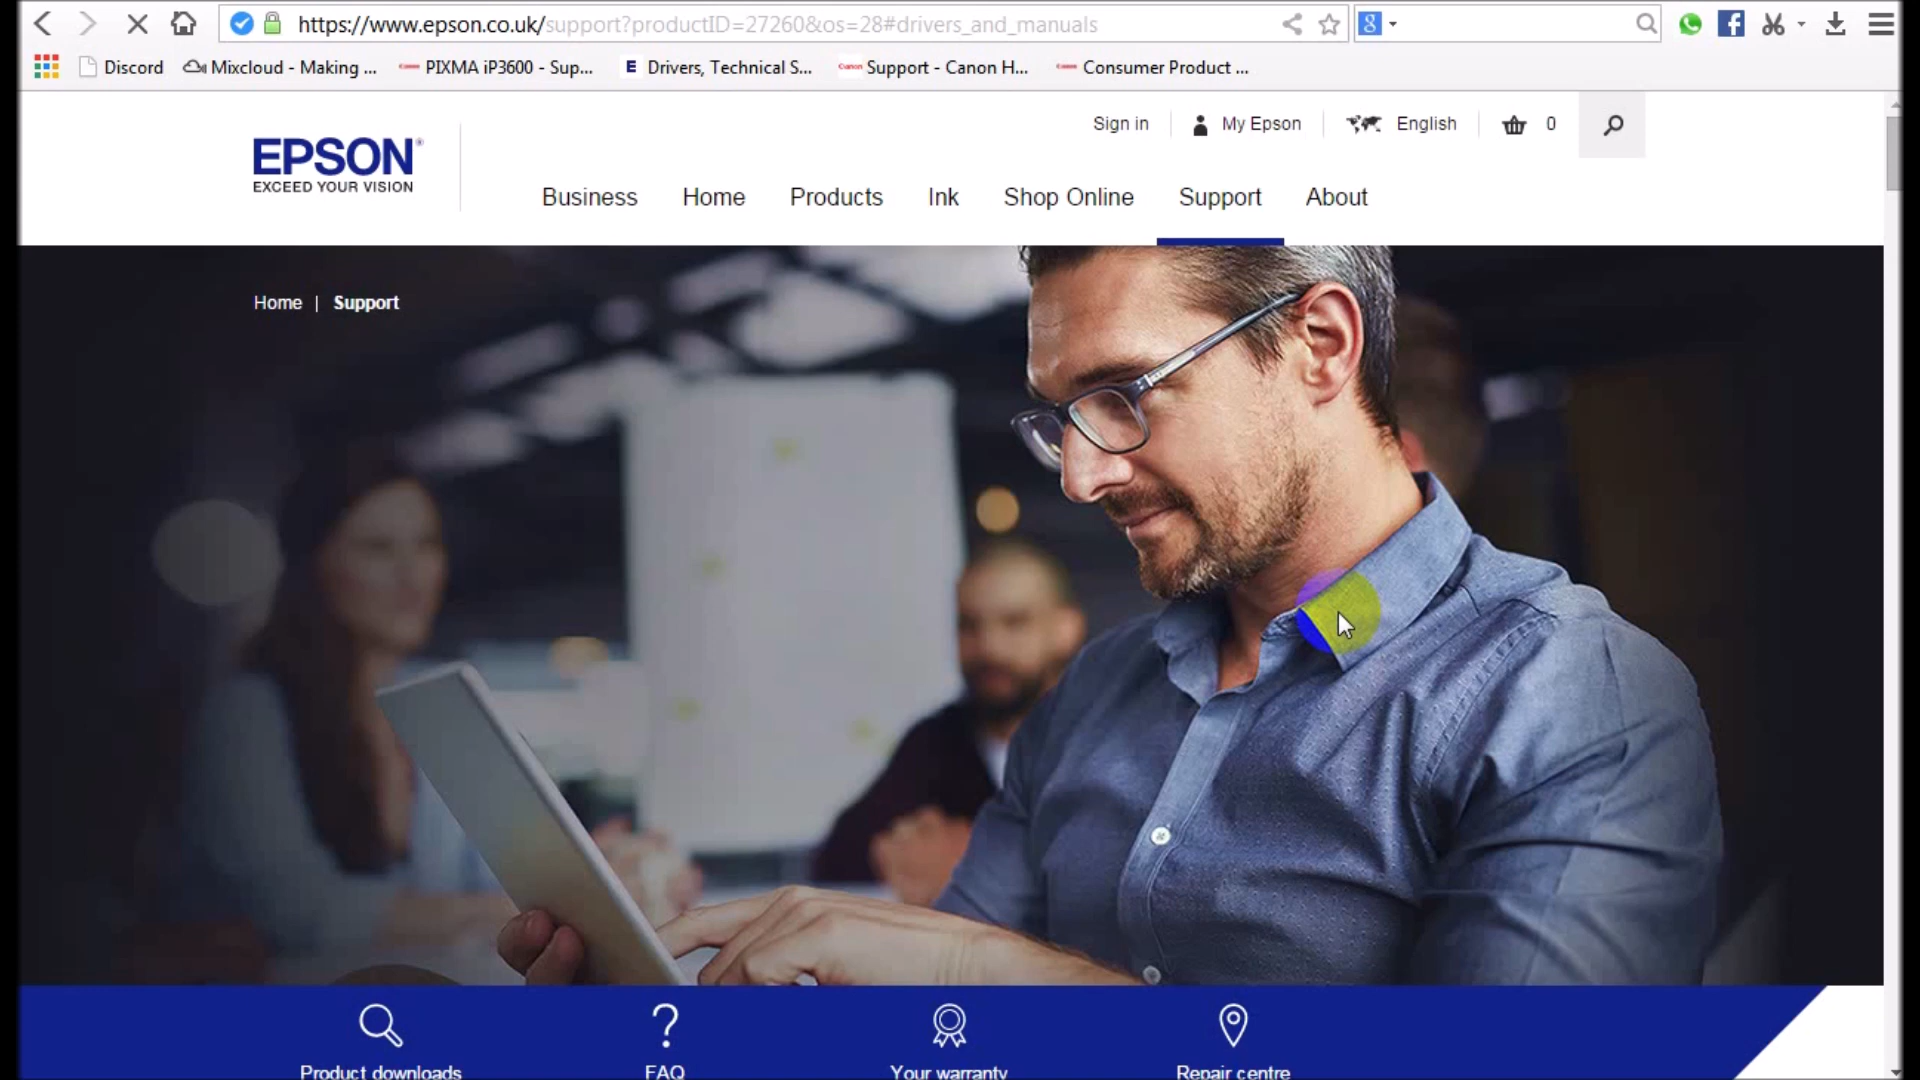 https://www.epson.co.uk/support?productID=27260&os=28#drivers_and_manuals
8
Discord
Mixcloud - Making ...
PIXMA iP3600 - Sup...
E Drivers, Technical S...
Canon Support - Canon H...
Consumer Product ...
Sign in
My Epson
English
0
EPSON®
EXCEED YOUR VISION
Business
Home
Products
Ink
Shop Online
Support
About
Home | Support
Product downloads
FAQ
Your warranty
Repair centre